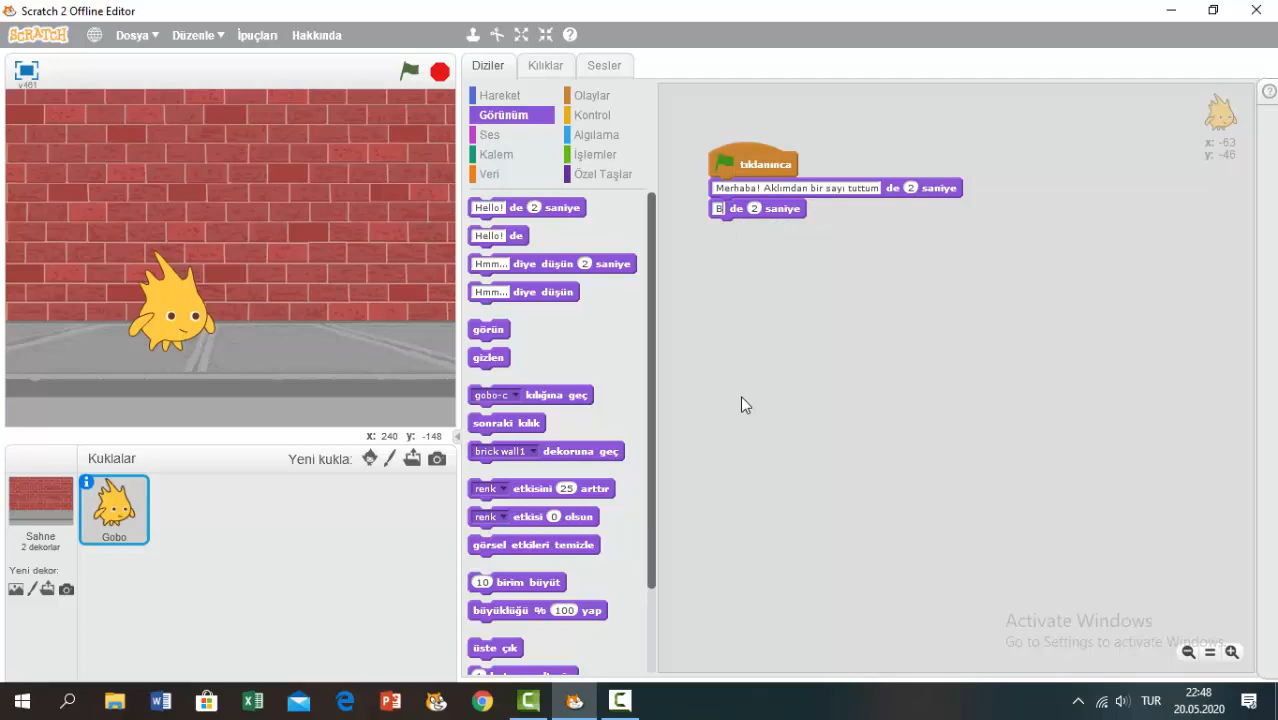 Scratch 2 Offline Editor
SCRATCH Dosya Düzenle İpuçları Hakkında
v461
Diziler Kılıklar Sesler
Hareket Olaylar
Görünüm Kontrol
Ses Algılama
Kalem İşlemler
Veri Özel Taşlar
Hello! de 2 saniye
Hello! de
Hmm... diye düşün 2 saniye
Hmm... diye düşün
görün
gizlen
gobo-c kılığına geç
sonraki kılık
brick wall1 dekoruna geç
renk etkisini 25 arttır
renk etkisi 0 olsun
görsel etkileri temizle
10 birim büyüt
büyüklüğü % 100 yap
üste çık
tıklanınca
Merhaba! Aklımdan bir sayı tuttum de 2 saniye
B de 2 saniye
x: -63
y: -46
x: 240 y: -148
Kuklalar Yeni kukla:
Sahne
2 dekorlar
Yeni dekor:
Gobo
Activate Windows
Go to Settings to activate Windows.
TUR
22:48
20.05.2020